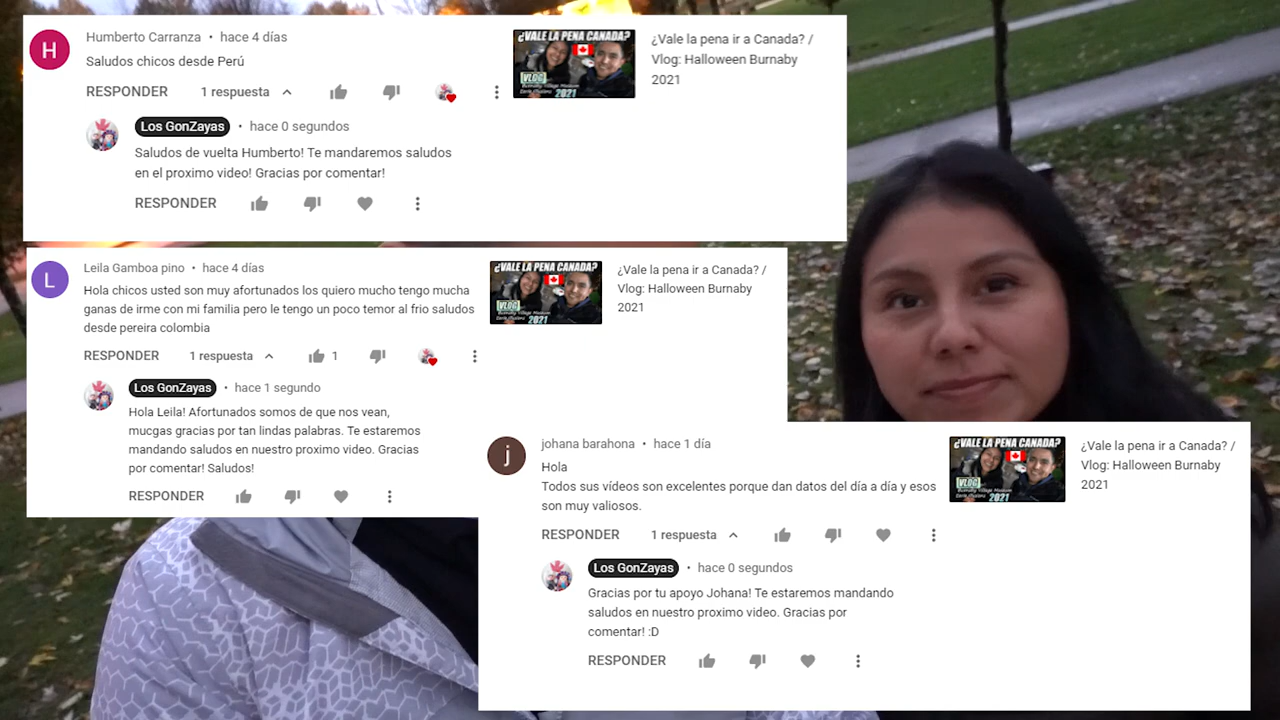 H
Humberto Carranza • hace 4 días
Saludos chicos desde Perú
RESPONDER 1 respuesta
Los GonZayas • hace 0 segundos
Saludos de vuelta Humberto! Te mandaremos saludos
en el proximo video! Gracias por comentar!
RESPONDER
¿VALE LA PENA CANADA?
[VLOG]
Burnaby Village Museum
2021
¿Vale la pena ir a Canada? /
Vlog: Halloween Burnaby
2021
L
Leila Gamboa pino • hace 4 días
Hola chicos usted son muy afortunados los quiero mucho tengo mucha
ganas de irme con mi familia pero le tengo un poco temor al frio saludos
desde pereira colombia
RESPONDER 1 respuesta 1
Los GonZayas • hace 1 segundo
Hola Leila! Afortunados somos de que nos vean,
mucgas gracias por tan lindas palabras. Te estaremos
mandando saludos en nuestro proximo video. Gracias
por comentar! Saludos!
RESPONDER
¿VALE LA PENA CANADA?
[VLOG]
Burnaby Village Museum
2021
¿Vale la pena ir a Canada? /
Vlog: Halloween Burnaby
2021
j
johana barahona • hace 1 día
Hola
Todos sus vídeos son excelentes porque dan datos del día a día y esos
son muy valiosos.
RESPONDER 1 respuesta
Los GonZayas • hace 0 segundos
Gracias por tu apoyo Johana! Te estaremos mandando
saludos en nuestro proximo video. Gracias por
comentar! :D
RESPONDER
¿VALE LA PENA CANADA?
[VLOG]
Burnaby Village Museum
2021
¿Vale la pena ir a Canada? /
Vlog: Halloween Burnaby
2021